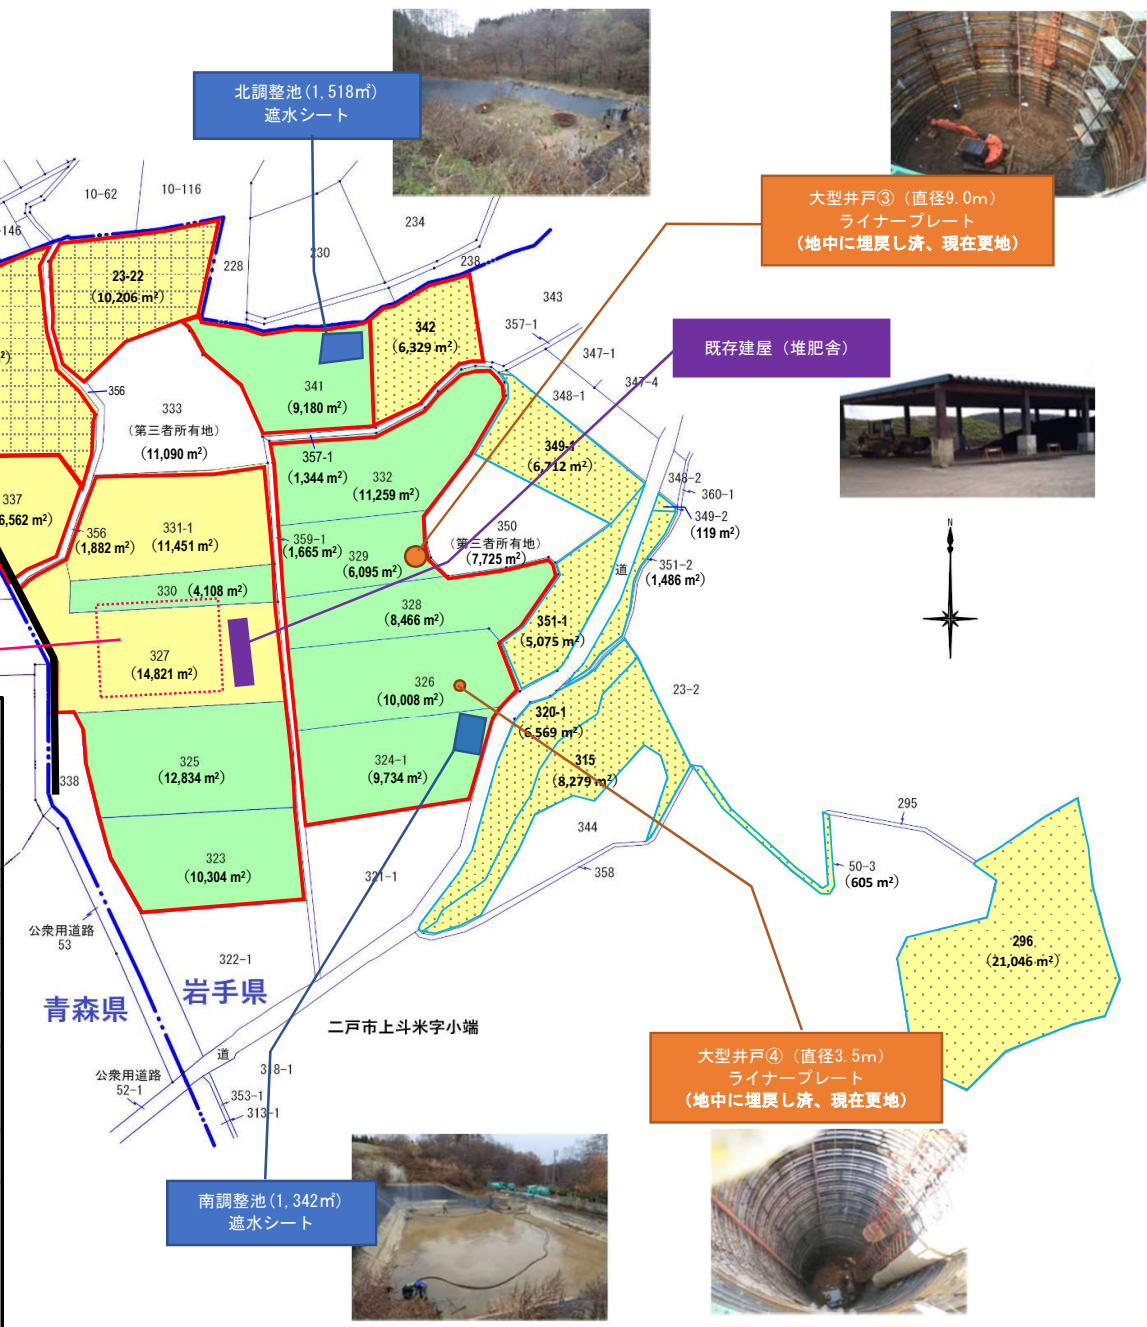 北調整池(1,518㎡)
遮水シート
大型井戸③（直径9.0m）
ライナープレート
（地中に埋戻し済、現在更地）
既存建屋（堆肥舎）
10-62
10-116
-146
234
230
228
238
343
23-22
(10,206 m²)
342
(6,329 m²)
357-1
347-1
347-4
348-1
341
(9,180 m²)
356
333
(第三者所有地)
(11,090 m²)
349-1
(6,712 m²)
357-1
(1,344 m²)
332
(11,259 m²)
348-2
360-1
349-2
(119 m²)
337
6,562 m²)
356
(1,882 m²)
331-1
(11,451 m²)
359-1
(1,665 m²)
329
(6,095 m²)
350
(第三者所有地)
(7,725 m²)
道
351-2
(1,486 m²)
330 (4,108 m²)
328
(8,466 m²)
351-1
(5,075 m²)
327
(14,821 m²)
326
(10,008 m²)
23-2
320-1
(6,569 m²)
315
(8,279 m²)
325
(12,834 m²)
324-1
(9,734 m²)
338
344
295
323
(10,304 m²)
321-1
358
50-3
(605 m²)
公衆用道路
53
322-1
296
(21,046 m²)
青森県
岩手県
二戸市上斗米字小端
道
公衆用道路
52-1
318-1
353-1
313-1
大型井戸④（直径3.5m）
ライナープレート
（地中に埋戻し済、現在更地）
南調整池(1,342㎡)
遮水シート
N